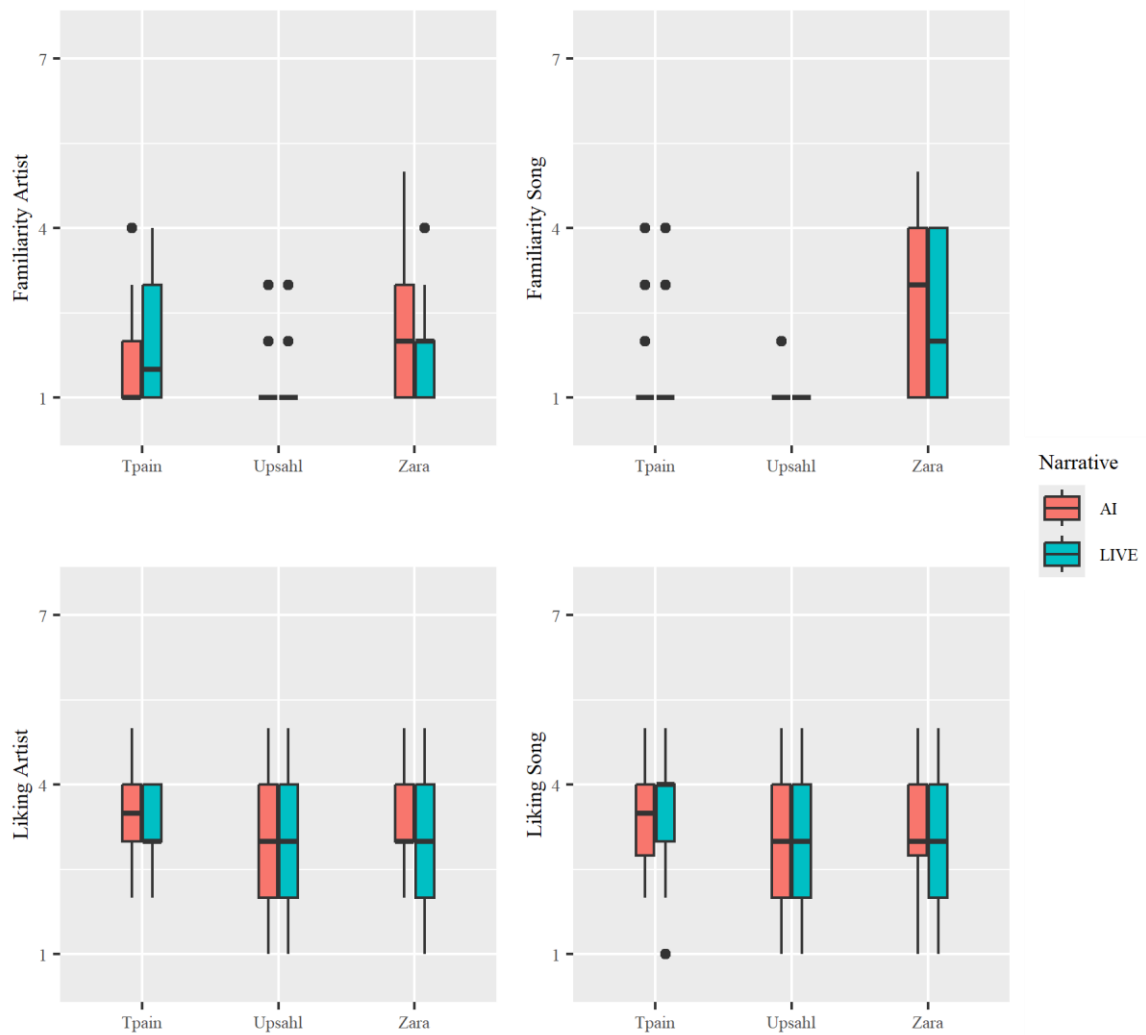 Familiarity Artist
7
4
1
Tpain Upsahl Zara
Familiarity Song
7
4
1
Tpain Upsahl Zara
Narrative
AI
LIVE
Liking Artist
7
4
1
Tpain Upsahl Zara
Liking Song
7
4
1
Tpain Upsahl Zara